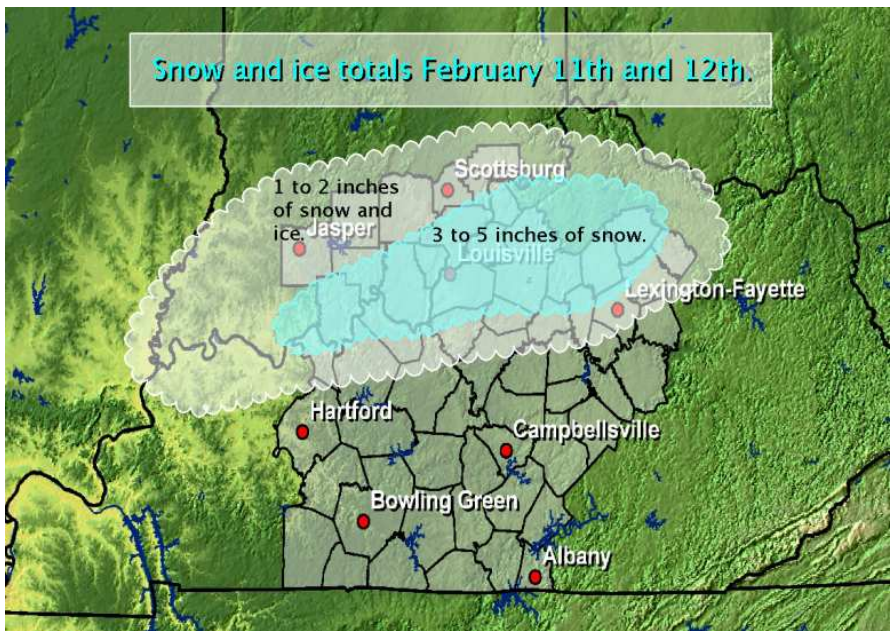 Snow and ice totals February 11th and 12th.
Scottsburg
1 to 2 inches
of snow and
ice.
Jasper
3 to 5 inches of snow.
Louisville
Lexington-Fayette
Hartford
Campbellsville
Bowling Green
Albany